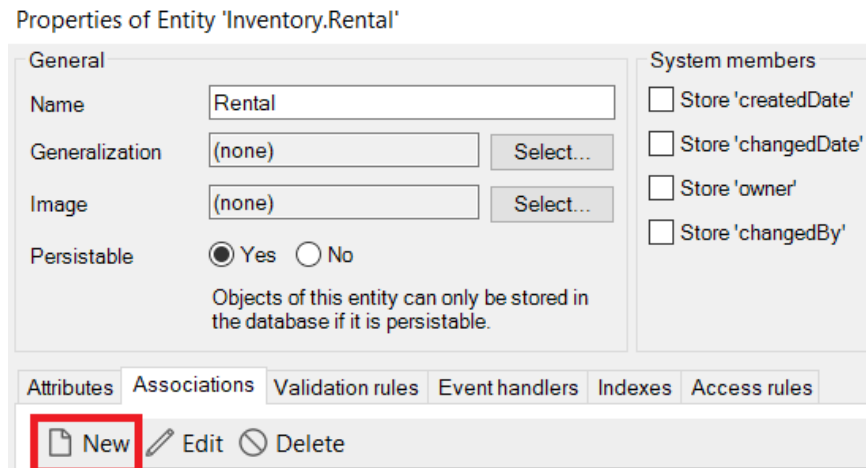 Properties of Entity 'Inventory.Rental'
General
Name Rental
Generalization (none) Select...
Image (none) Select...
Persistable Yes No
Objects of this entity can only be stored in
the database if it is persistable.
System members
Store 'createdDate'
Store 'changedDate'
Store 'owner'
Store 'changedBy'
Attributes Associations Validation rules Event handlers Indexes Access rules
New Edit Delete